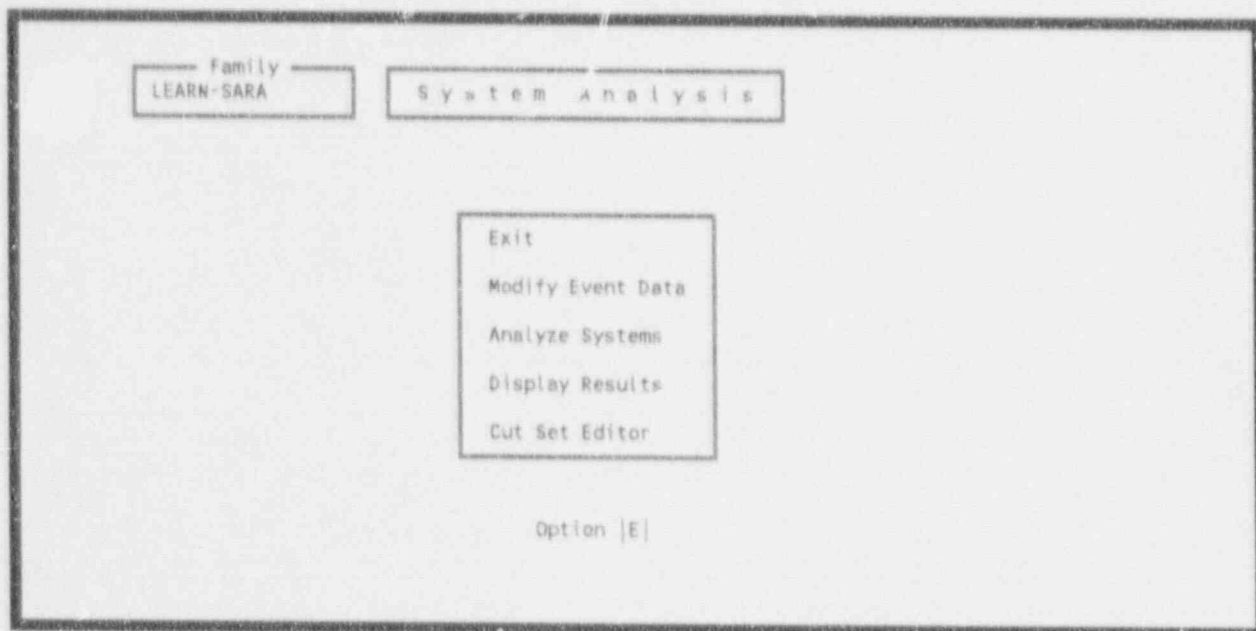 Family
LEARN-SARA
System Analysis
Exit
Modify Event Data
Analyze Systems
Display Results
Cut Set Editor
Option |E|